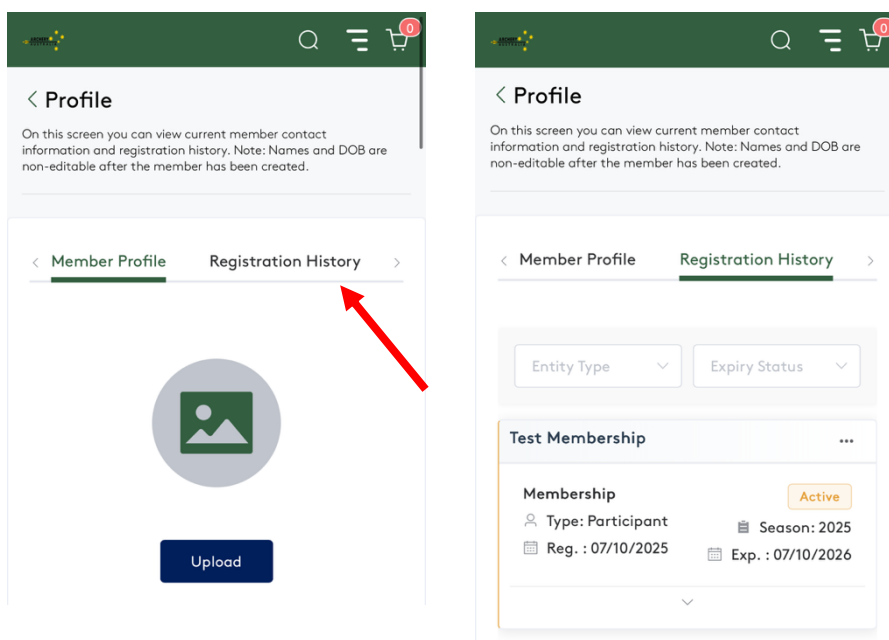 ARCHERY
AUSTRALIA
0
Profile
On this screen you can view current member contact
information and registration history. Note: Names and DOB are
non-editable after the member has been created.
Member Profile
Registration History
Upload
ARCHERY
AUSTRALIA
0
Profile
On this screen you can view current member contact
information and registration history. Note: Names and DOB are
non-editable after the member has been created.
Member Profile
Registration History
Entity Type
Expiry Status
Test Membership
Membership
Active
Type: Participant
Season: 2025
Reg. : 07/10/2025
Exp. : 07/10/2026